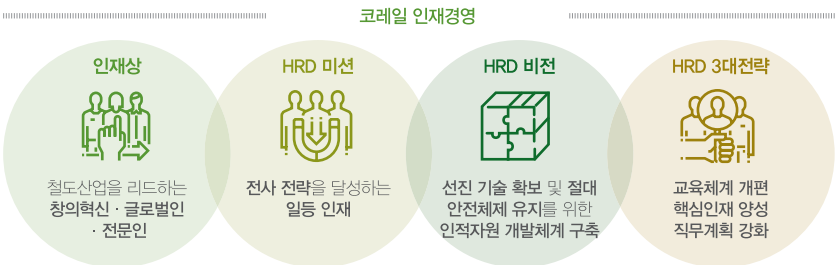 코레일 인재경영
인재상
철도산업을 리드하는
창의혁신 · 글로벌인
· 전문인
HRD 미션
전사 전략을 달성하는
일등 인재
HRD 비전
선진 기술 확보 및 절대
안전체제 유지를 위한
인적자원 개발체계 구축
HRD 3대전략
교육체계 개편
핵심인재 양성
직무계획 강화